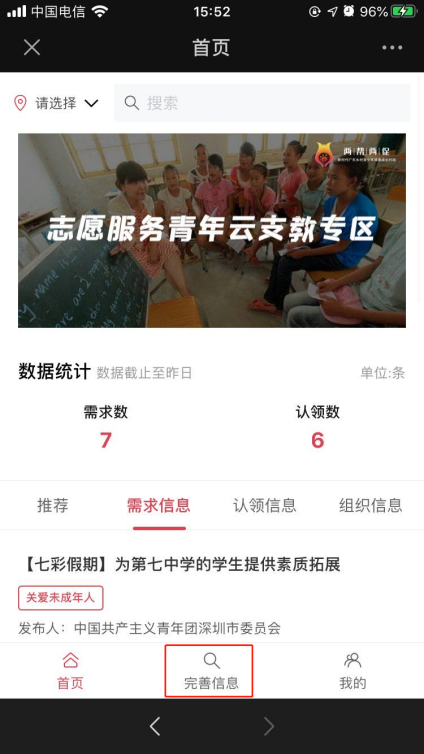 中国电信 15:52 96%
首页
请选择 搜索
两帮两促
志愿服务青年云支教专区
数据统计 数据截止至昨日 单位:条
需求数 认领数
7 6
推荐 需求信息 认领信息 组织信息
【七彩假期】为第七中学的学生提供素质拓展
关爱未成年人
发布人：中国共产主义青年团深圳市委员会
首页 完善信息 我的